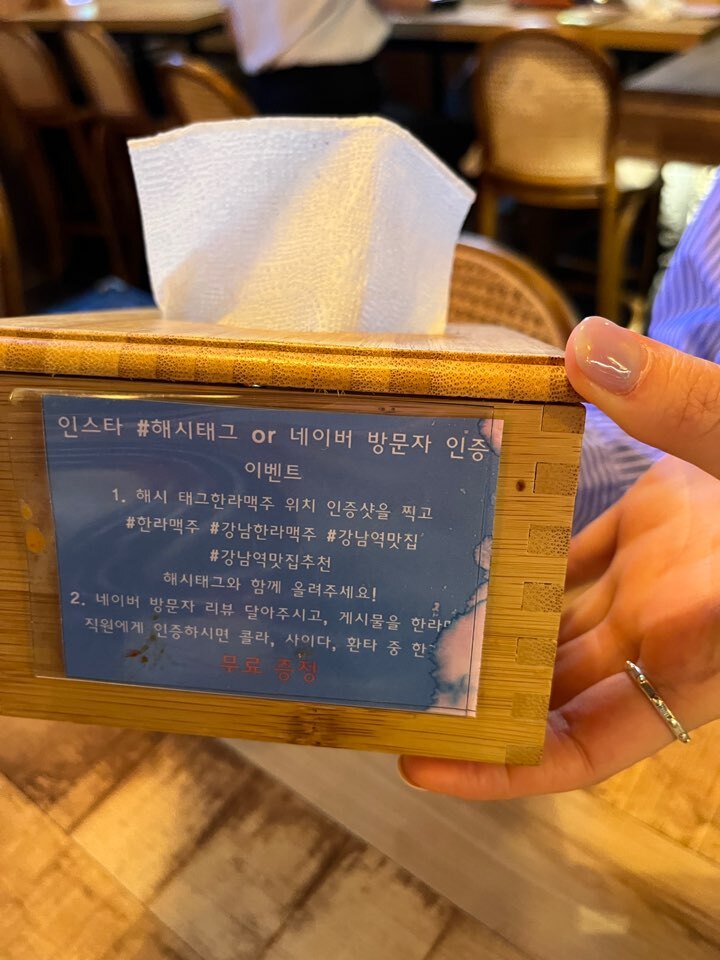 인스타 #해시태그 or 네이버 방문자 인증
이벤트
1. 해시 태그한라맥주 위치 인증샷을 찍고
#한라맥주 #강남한라맥주 #강남역맛집
#강남역맛집추천
해시태그와 함께 올려주세요!
2. 네이버 방문자 리뷰 달아주시고, 게시물을
직원에게 인증하시면 콜라, 사이다, 환타 중
무료 증정